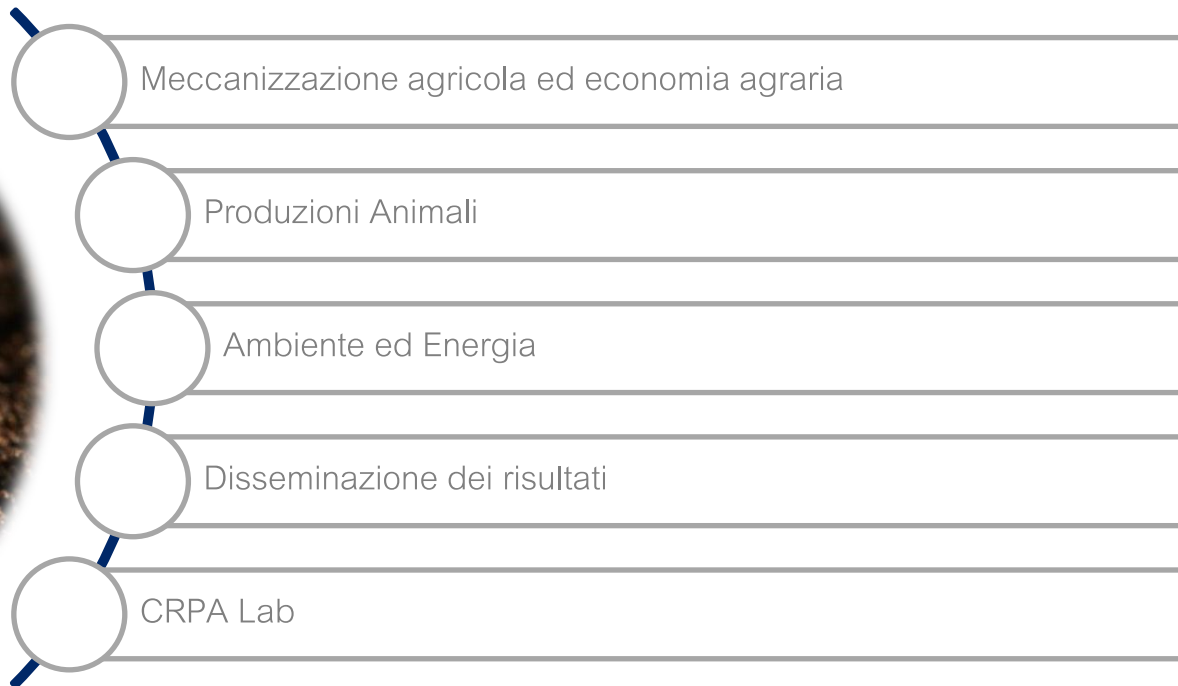 Meccanizzazione agricola ed economia agraria
Produzioni Animali
Ambiente ed Energia
Disseminazione dei risultati
CRPA Lab